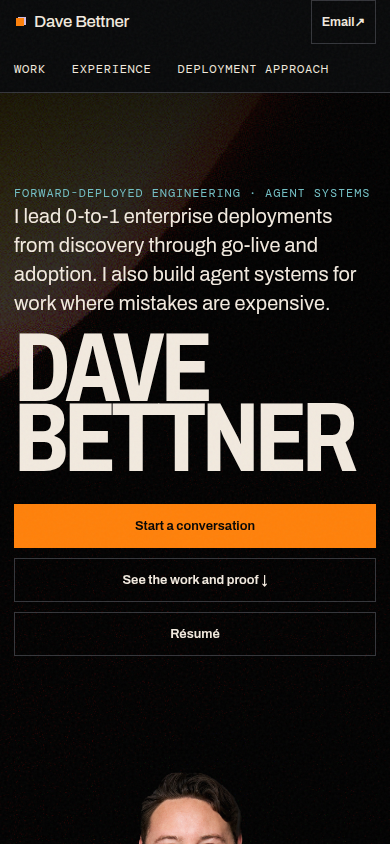 Dave Bettner
Email↗
WORK EXPERIENCE DEPLOYMENT APPROACH
FORWARD-DEPLOYED ENGINEERING · AGENT SYSTEMS
I lead 0-to-1 enterprise deployments
from discovery through go-live and
adoption. I also build agent systems for
work where mistakes are expensive.
DAVE
BETTNER
Start a conversation
See the work and proof ↓
Résumé